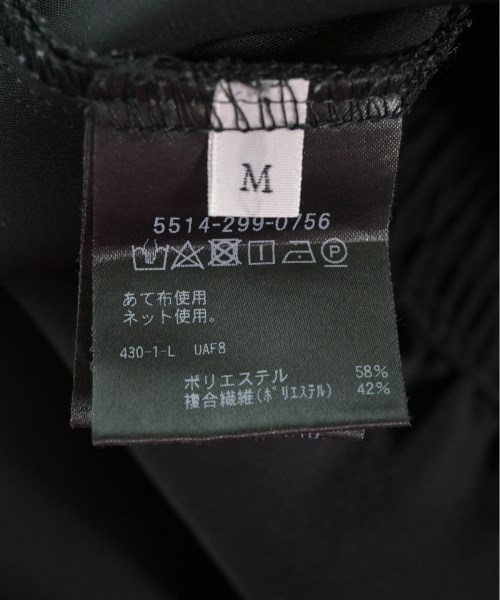 M
5514-299-0756
あて布使用
ネット使用。
430-1-L UAF8
ポリエステル 58%
複合繊維(ポリエステル) 42%